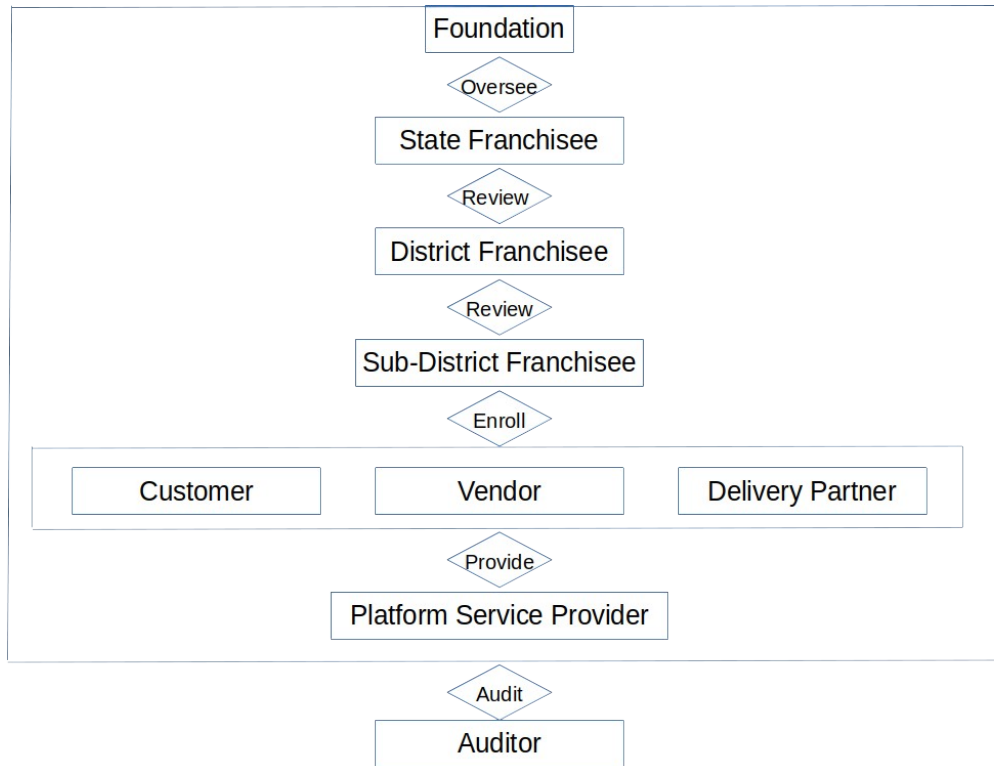 Foundation
Oversee
State Franchisee
Review
District Franchisee
Review
Sub-District Franchisee
Enroll
Customer
Vendor
Delivery Partner
Provide
Platform Service Provider
Audit
Auditor